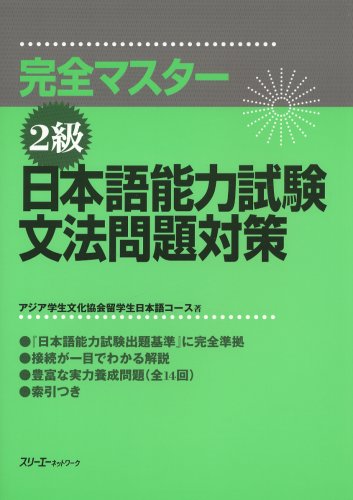 完全マスター
2級
日本語能力試験
文法問題対策
アジア学生文化協会留学生日本語コース著
●『日本語能力試験出題基準』に完全準拠
●接続が一目でわかる解説
●豊富な実力養成問題（全14回）
●索引つき
スリーエーネットワーク